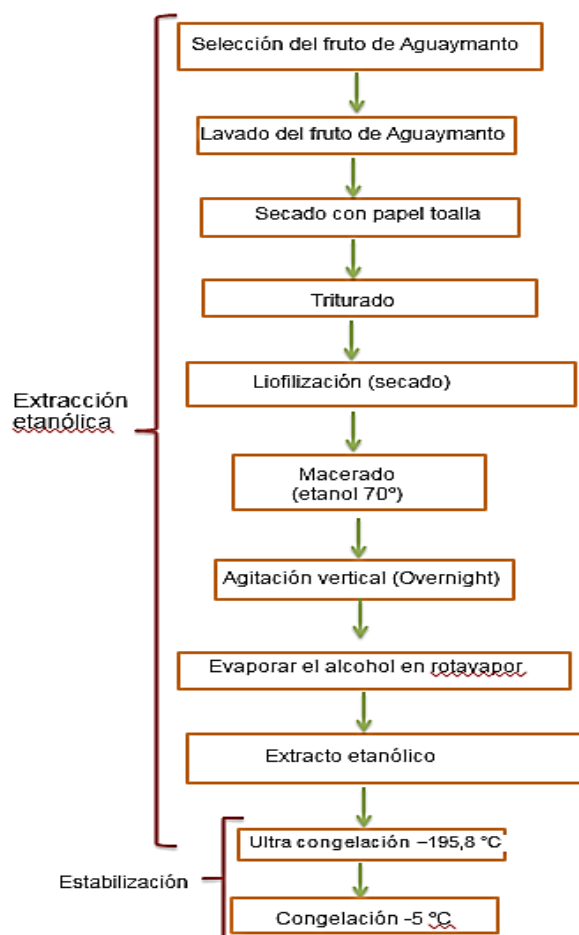 Selección del fruto de Aguaymanto
Lavado del fruto de Aguaymanto
Secado con papel toalla
Triturado
Liofilización (secado)
Extracción
etanólica
Macerado
(etanol 70º)
Agitación vertical (Overnight)
Evaporar el alcohol en rotavapor
Extracto etanólico
Ultra congelación –195,8 °C
Estabilización
Congelación -5 ºC